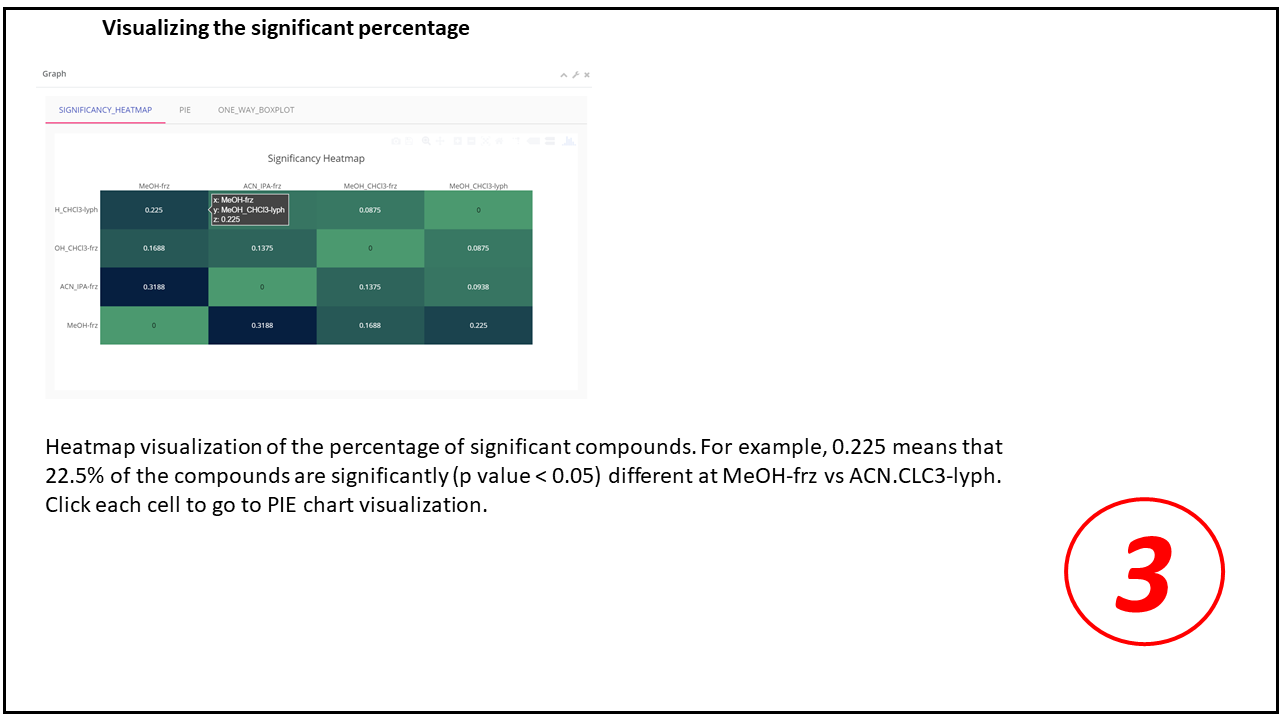 Visualizing the significant percentage
Graph
SIGNIFICANCY_HEATMAP PIE ONE_WAY_BOXPLOT
Significancy Heatmap
MeOH-frz ACN_IPA-frz MeOH_CHCl3-frz MeOH_CHCl3-lyph
H_CHCl3-lyph 0.225 0.0875 0
x: MeOH-frz
y: MeOH_CHCl3-lyph
z: 0.225
OH_CHCl3-frz 0.1688 0.1375 0 0.0875
ACN_IPA-frz 0.3188 0 0.1375 0.0938
MeOH-frz 0 0.3188 0.1688 0.225
Heatmap visualization of the percentage of significant compounds. For example, 0.225 means that
22.5% of the compounds are significantly (p value < 0.05) different at MeOH-frz vs ACN.CLC3-lyph.
Click each cell to go to PIE chart visualization.
3